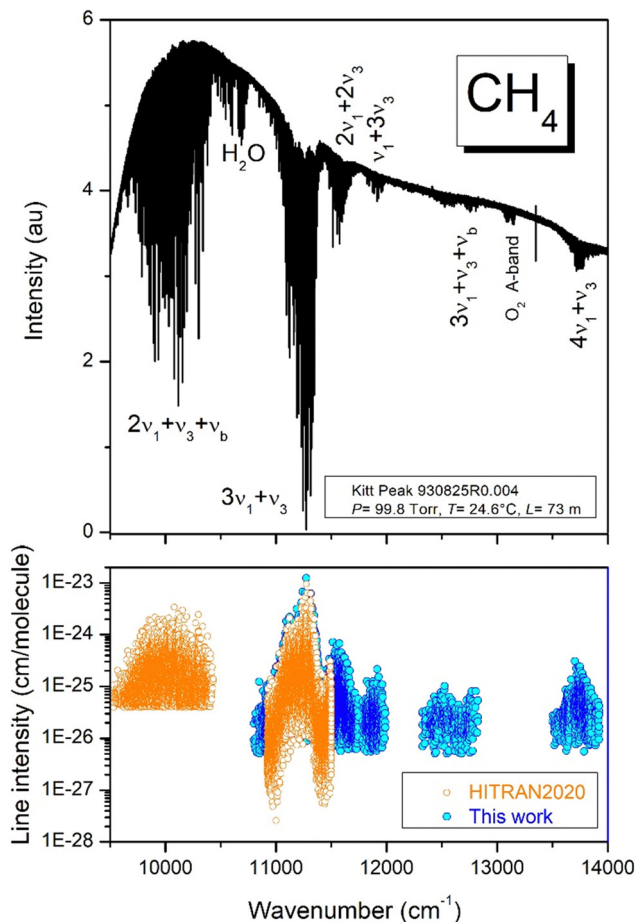 6
4
2
0
Intensity (au)
CH₄
H₂O
2ν₁+2ν₃
ν₁+3ν₃
3ν₁+ν₃+ν_b
O₂ A-band
4ν₁+ν₃
2ν₁+ν₃+ν_b
3ν₁+ν₃
Kitt Peak 930825R0.004
P= 99.8 Torr, T= 24.6°C, L= 73 m
1E-23
1E-24
1E-25
1E-26
1E-27
1E-28
Line intensity (cm/molecule)
HITRAN2020
This work
10000 11000 12000 13000 14000
Wavenumber (cm⁻¹)